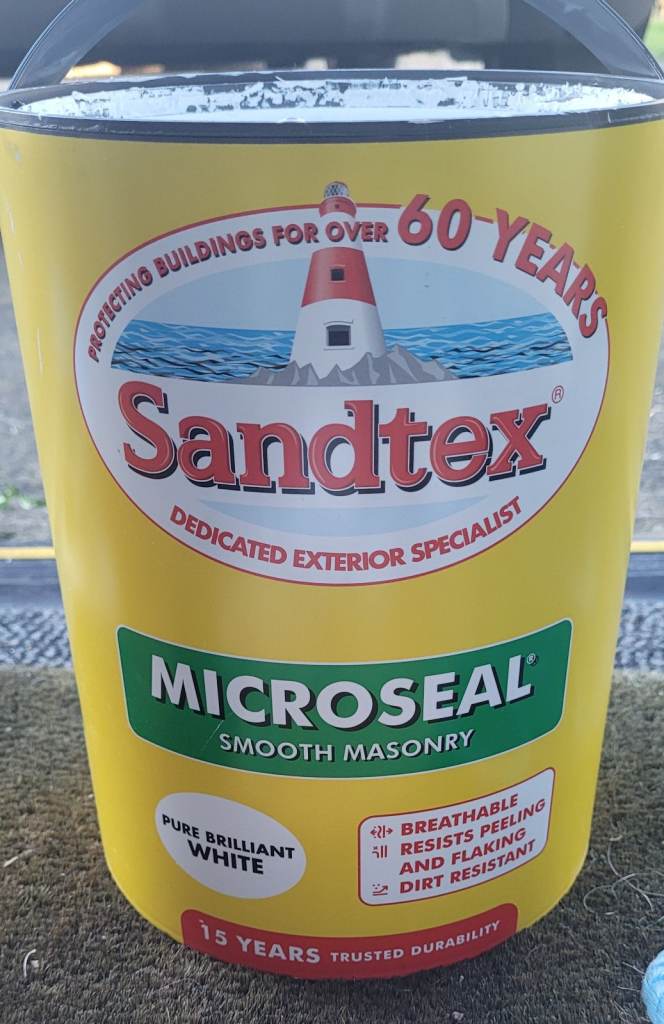 PROTECTING BUILDINGS FOR OVER 60 YEARS
Sandtex®
DEDICATED EXTERIOR SPECIALIST
MICROSEAL®
SMOOTH MASONRY
PURE BRILLIANT
WHITE
BREATHABLE
RESISTS PEELING
AND FLAKING
DIRT RESISTANT
15 YEARS TRUSTED DURABILITY